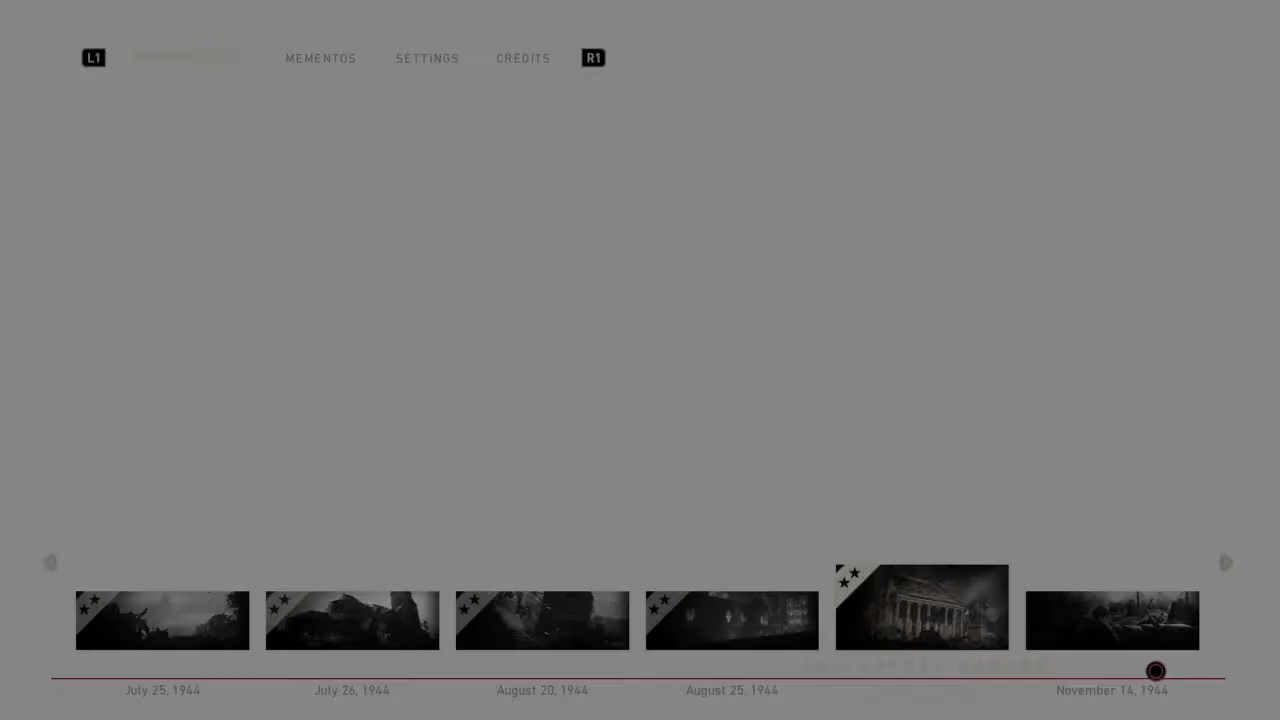 L1 MEMENTOS SETTINGS CREDITS R1
July 25, 1944 July 26, 1944 August 20, 1944 August 25, 1944 November 14, 1944